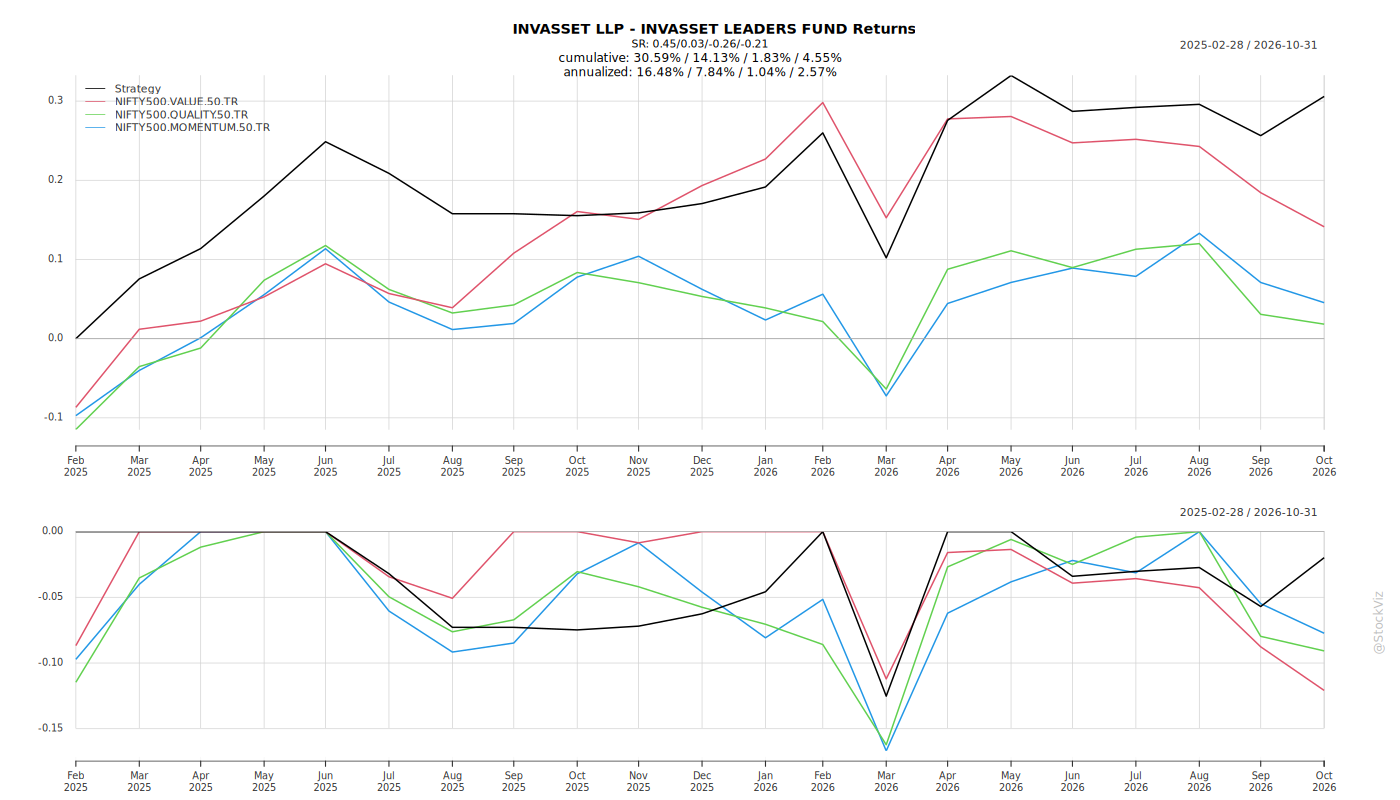 INVASSET LLP - INVASSET LEADERS FUND Returns
SR: 0.45/0.03/-0.26/-0.21
cumulative: 30.59% / 14.13% / 1.83% / 4.55%
annualized: 16.48% / 7.84% / 1.04% / 2.57%
2025-02-28 / 2026-10-31
Strategy
NIFTY500.VALUE.50.TR
NIFTY500.QUALITY50.TR
NIFTY500.MOMENTUM.50.TR
0.3
0.2
0.1
0.0
-0.1
Feb Mar Apr May Jun Jul Aug Sep Oct Nov Dec Jan Feb Mar Apr May Jun Jul Aug Sep Oct
2025 2025 2025 2025 2025 2025 2025 2025 2025 2025 2025 2026 2026 2026 2026 2026 2026 2026 2026 2026 2026
2025-02-28 / 2026-10-31
0.00
-0.05
-0.10
-0.15
Feb Mar Apr May Jun Jul Aug Sep Oct Nov Dec Jan Feb Mar Apr May Jun Jul Aug Sep Oct
2025 2025 2025 2025 2025 2025 2025 2025 2025 2025 2025 2026 2026 2026 2026 2026 2026 2026 2026 2026 2026
@StockViz